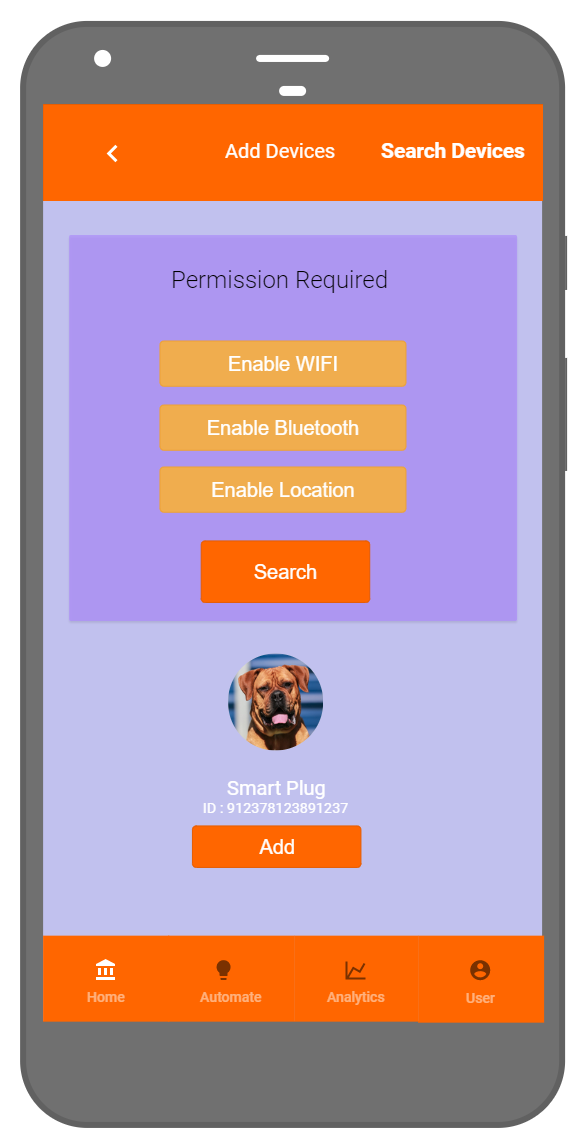 Add Devices
Search Devices
Permission Required
Enable WIFI
Enable Bluetooth
Enable Location
Search
Smart Plug
ID : 912378123891237
Add
Home
Automate
Analytics
User